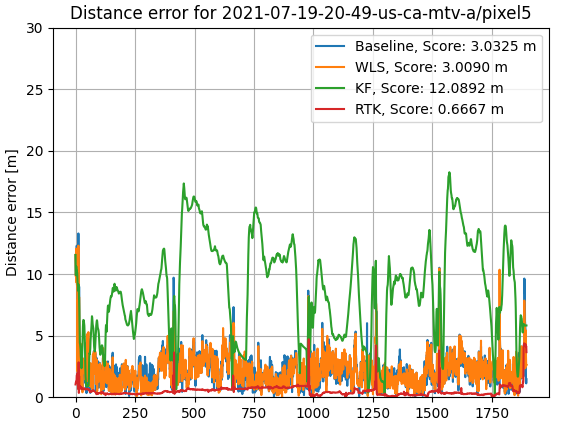 Distance error for 2021-07-19-20-49-us-ca-mtv-a/pixel5
Baseline, Score: 3.0325 m
WLS, Score: 3.0090 m
KF, Score: 12.0892 m
RTK, Score: 0.6667 m
Distance error [m]
30
25
20
15
10
5
0
0 250 500 750 1000 1250 1500 1750